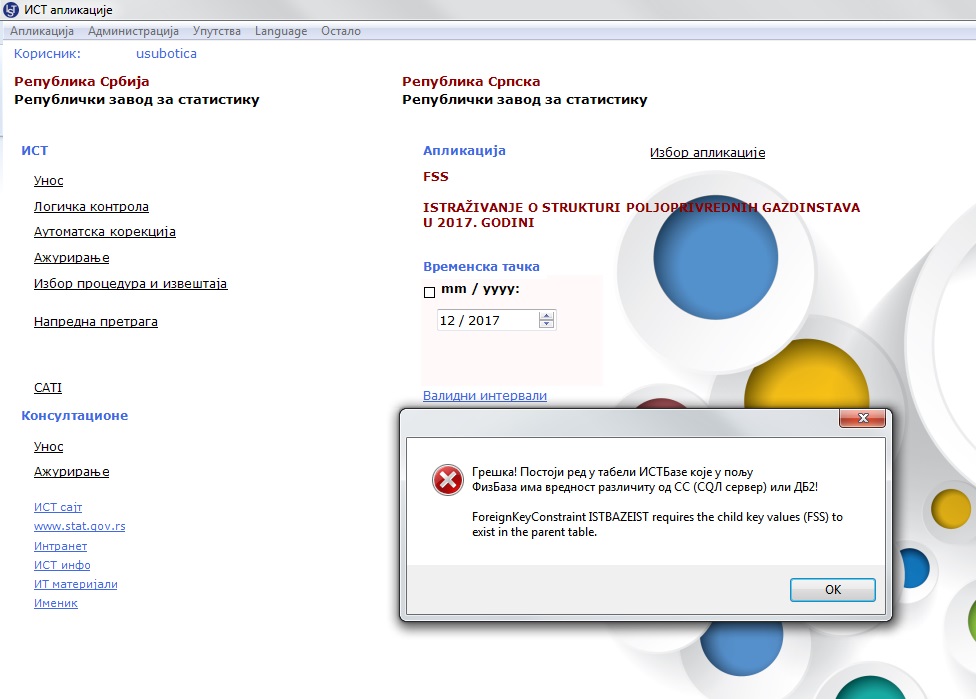 ИСТ апликације
Апликација Администрација Упутства Language Остало
Корисник: usubotica
Република Србија
Републички завод за статистику
Република Српска
Републички завод за статистику
ИСТ
Унос
Логичка контрола
Аутоматска корекција
Ажурирање
Избор процедура и извештаја
Напредна претрага
CATI
Консултационе
Унос
Ажурирање
ИСТ сајт
www.stat.gov.rs
Интранет
ИСТ инфо
ИТ материјали
Именик
Апликација
Избор апликације
FSS
ISTRAŽIVANJE O STRUKTURI POLJOPRIVREDNIH GAZDINSTAVA
U 2017. GODINI
Временска тачка
mm / yyyy:
12 / 2017
Валидни интервали
Грешка! Постоји ред у табели ИСТБазе које у пољу
ФизБаза има вредност различиту од СС (СQЛ сервер) или ДБ2!
ForeignKeyConstraint ISTBAZEIST requires the child key values (FSS) to
exist in the parent table.
OK